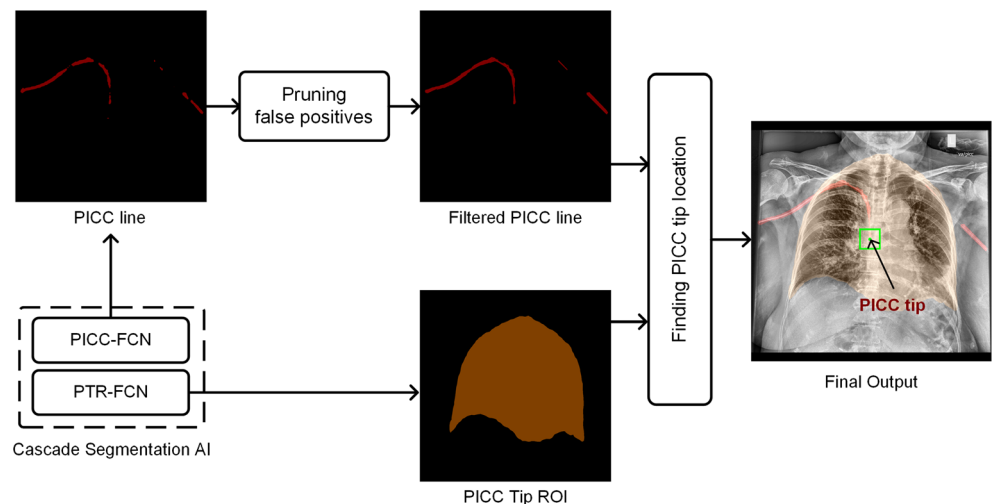 Pruning
false positives
PICC line
Filtered PICC line
Finding PICC tip location
PICC tip
Final Output
PICC-FCN
PTR-FCN
Cascade Segmentation AI
PICC Tip ROI